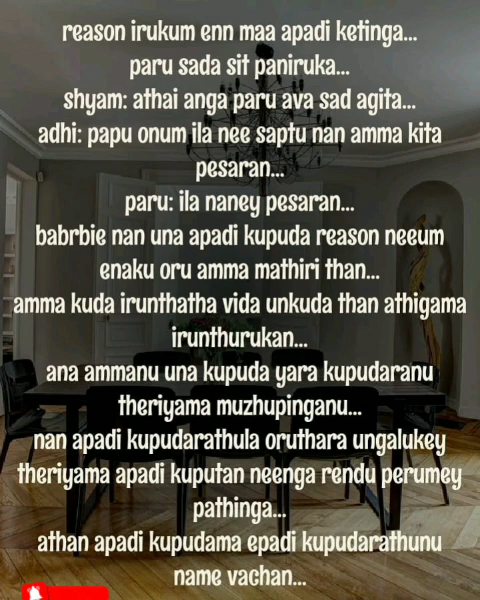 reason irukum enn maa apadi ketinga...
paru sada sit paniruka...
shyam: athai anga paru ava sad agita...
adhi: papu onum ila nee saptu nan amma kita
pesaran...
paru: ila naney pesaran...
babrbie nan una apadi kupuda reason neeum
enaku oru amma mathiri than...
amma kuda irunthatha vida unkuda than athigama
irunthurukan...
ana ammanu una kupuda yara kupudaranu
theriyama muzhupinganu...
nan apadi kupudarathula oruthara ungalukey
theriyama apadi kuputan neenga rendu perumey
pathinga...
athan apadi kupudama epadi kupudarathunu
name vachan...